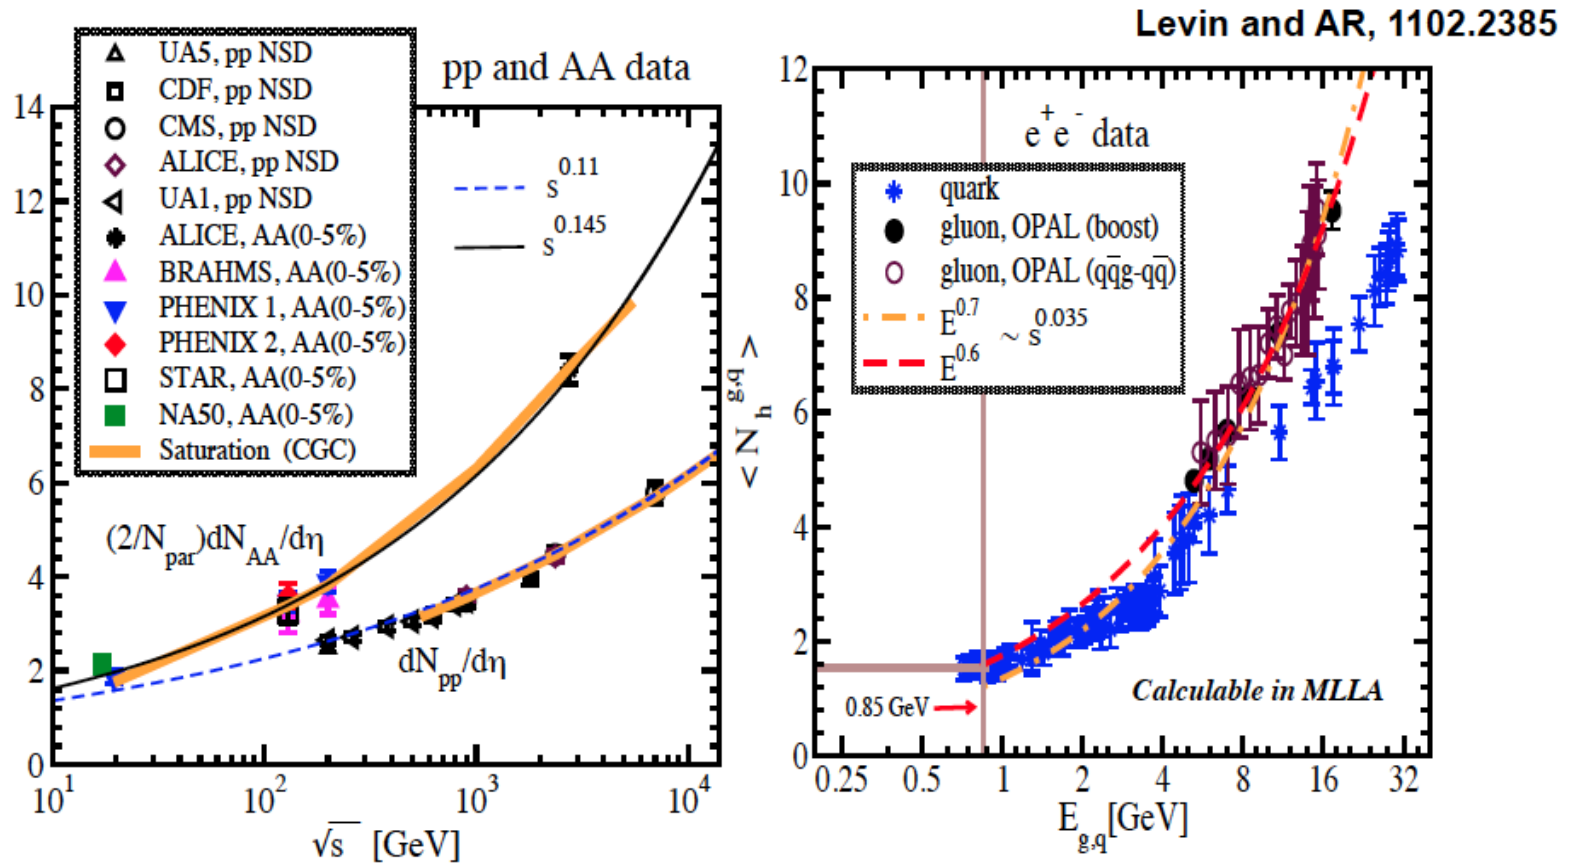 Levin and AR, 1102.2385
UA5, pp NSD
CDF, pp NSD
CMS, pp NSD
ALICE, pp NSD
UA1, pp NSD
ALICE, AA(0-5%)
BRAHMS, AA(0-5%)
PHENIX 1, AA(0-5%)
PHENIX 2, AA(0-5%)
STAR, AA(0-5%)
NA50, AA(0-5%)
Saturation (CGC)
pp and AA data
s^0.11
s^0.145
(2/N_par)dN_AA/dη
dN_pp/dη
14
12
10
8
6
4
2
0
10^1
10^2
10^3
10^4
√s [GeV]
e^+e^- data
quark
gluon, OPAL (boost)
gluon, OPAL (qq̄g-qq̄)
E^0.7
E^0.6 ~ s^0.035
< N_h^g,q >
12
10
8
6
4
2
0
0.85 GeV
Calculable in MLLA
0.25
0.5
1
2
4
8
16
32
E_g,q[GeV]